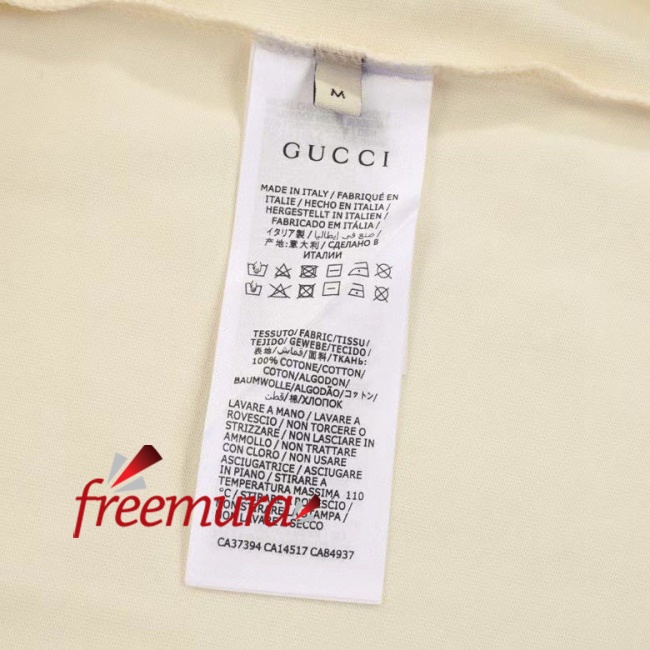 M
GUCCI
MADE IN ITALY / FABRIQUÉ EN
ITALIE / HECHO EN ITALIA /
HERGESTELLT IN ITALIEN /
FABRICADO EM ITÁLIA /
イタリア製 / صنع في إيطاليا /
产地:意大利 / СДЕЛАНО В
ИТАЛИИ
TESSUTO/ FABRIC/TISSU/
TEJIDO/ GEWEBE/TECIDO/
表地/قماش/面料/ТКАНЬ:
100% COTONE/COTTON/
COTON/ALGODON/
BAUMWOLLE/ALGODÃO/コットン/
قطن/棉/ХЛОПОК
LAVARE A MANO / LAVARE A
ROVESCIO / NON TORCERE O
STRIZZARE / NON LASCIARE IN
AMMOLLO / NON TRATTARE
CON CLORO / NON USARE
ASCIUGATRICE / ASCIUGARE
IN PIANO / STIRARE A
TEMPERATURA MASSIMA 110
°C / STIRARE
freemura
STIRARE
SECCO
CA37394 CA14517 CA84937